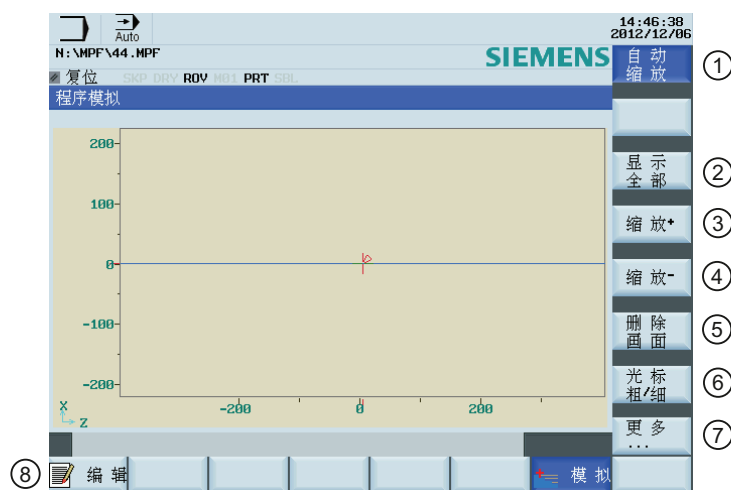 14:46:38
2012/12/06
Auto
N:\MPF\44.MPF
SIEMENS
复位 SKP DRY ROV M01 PRT SBL
程序模拟
自动
缩放
①
显示
全部
②
缩放+
③
缩放-
④
删除
画面
⑤
光标
粗/细
⑥
更多
...
⑦
200
100
0
-100
-200
X
Z
-200
0
200
⑧
编辑
模拟